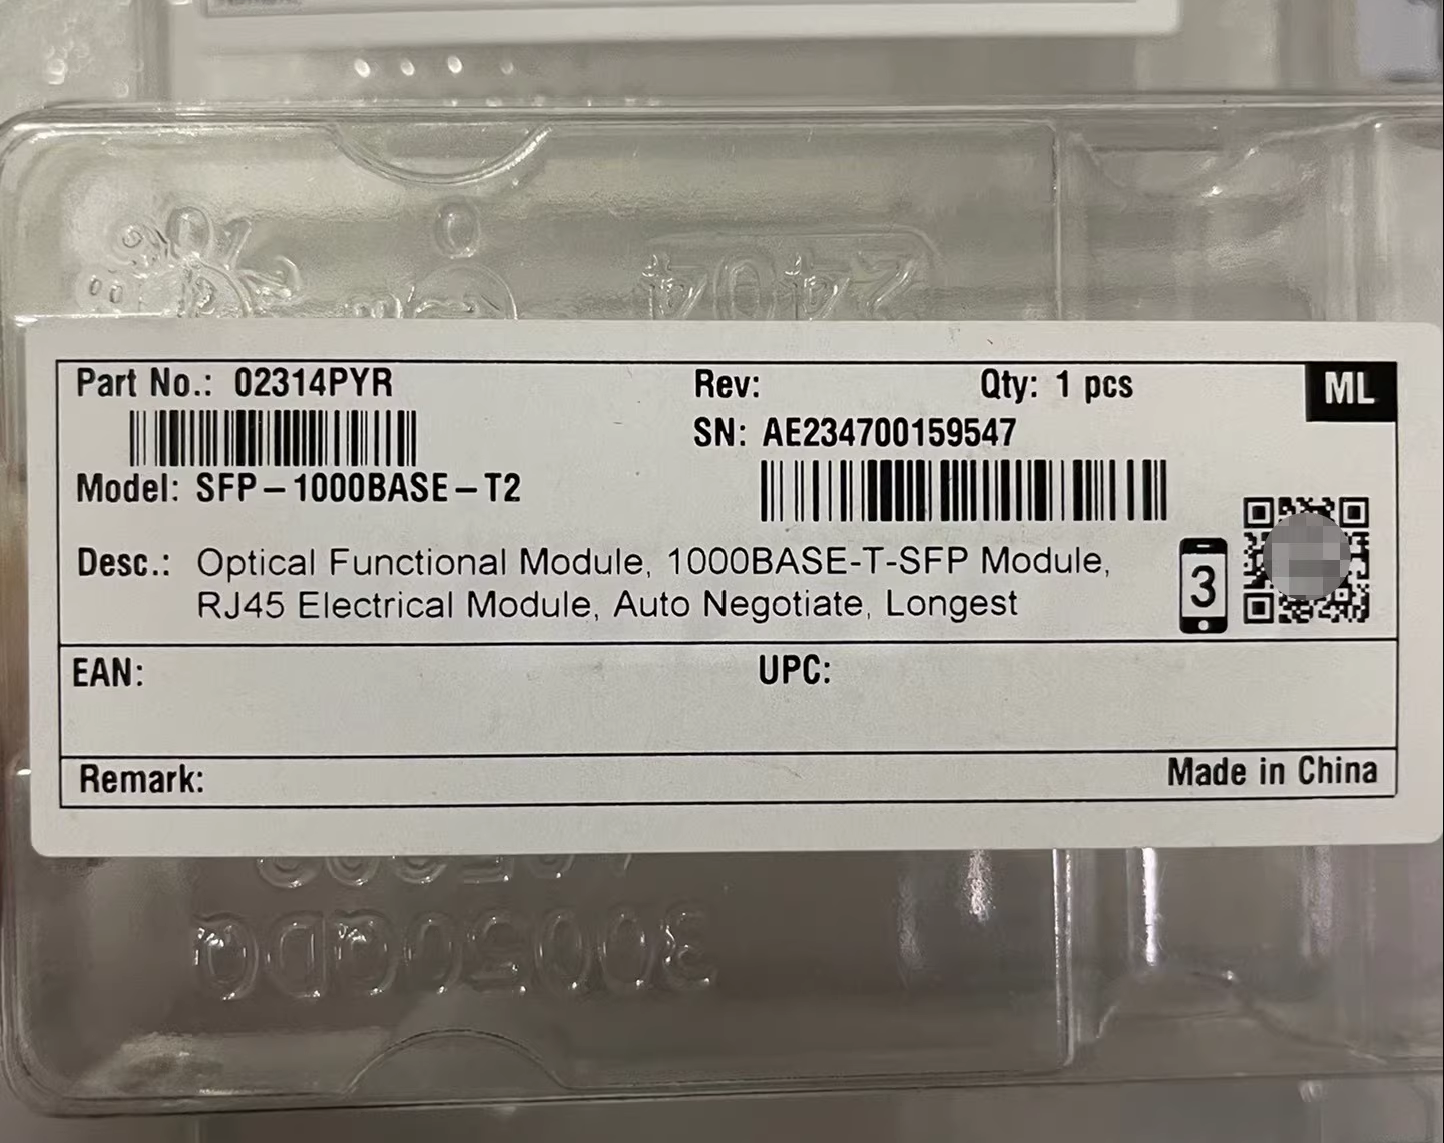 Part No.: 02314PYR
Rev:
Qty: 1 pcs
ML
SN: AE234700159547
Model: SFP-1000BASE-T2
Desc.: Optical Functional Module, 1000BASE-T-SFP Module,
RJ45 Electrical Module, Auto Negotiate, Longest
3
EAN:
UPC:
Remark:
Made in China